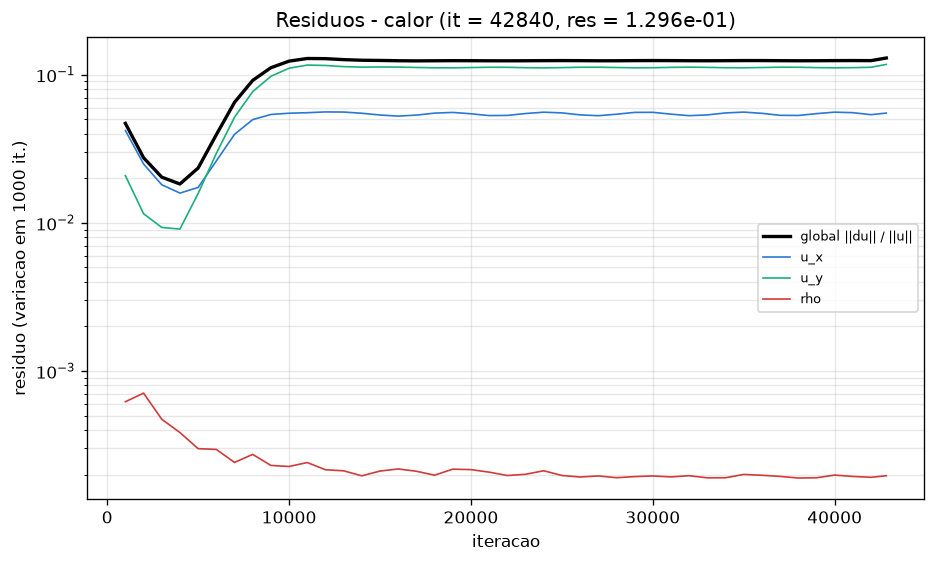 Residuos - calor (it = 42840, res = 1.296e-01)
residuo (variacao em 1000 it.)
10⁻¹
10⁻²
10⁻³
global ||du|| / ||u||
u_x
u_y
rho
0 10000 20000 30000 40000
iteracao